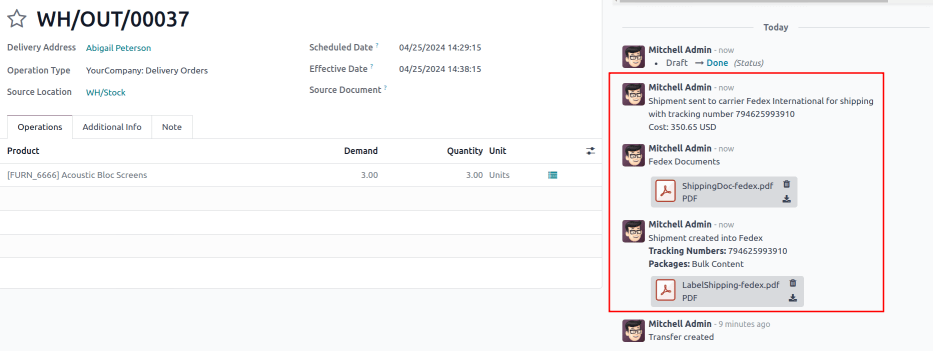 WH/OUT/00037
Delivery Address Abigail Peterson
Operation Type YourCompany: Delivery Orders
Source Location WH/Stock
Scheduled Date ? 04/25/2024 14:29:15
Effective Date ? 04/25/2024 14:38:15
Source Document ?
Operations Additional Info Note
Product Demand Quantity Unit
[FURN_6666] Acoustic Bloc Screens 3.00 3.00 Units
Today
Mitchell Admin - now
• Draft → Done (Status)
Mitchell Admin - now
Shipment sent to carrier Fedex International for shipping
with tracking number 794625993910
Cost: 350.65 USD
Mitchell Admin - now
Fedex Documents
ShippingDoc-fedex.pdf
PDF
Mitchell Admin - now
Shipment created into Fedex
Tracking Numbers: 794625993910
Packages: Bulk Content
LabelShipping-fedex.pdf
PDF
Mitchell Admin - 9 minutes ago
Transfer created